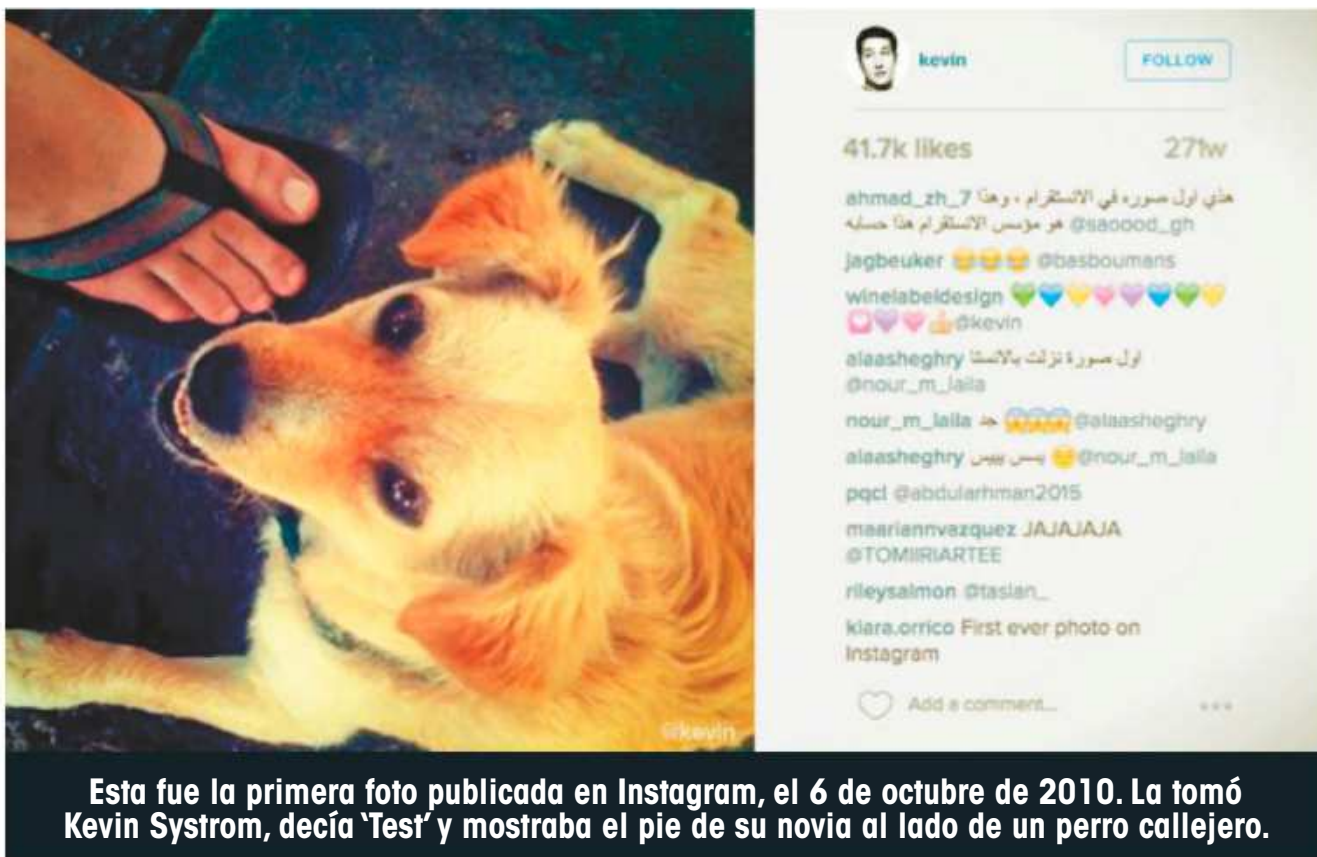 kevin
FOLLOW
41.7k likes
271w
ahmad_zh_7 هذي اول صوره في الانستقرام ، وهذا
هو مؤسس الانستقرام هذا حسابه @saoood_gh
jagbeuker 😂😂😂 @basboumans
winelabeldesign 💚💙💛💗💜💙💚💛
@kevin
alaasheghry اول صورة نزلت بالانستا
@nour_m_laila
nour_m_laila جد 😱😱😱 @alaasheghry
alaasheghry @nour_m_laila
pqcl @abdularhman2015
maariannvazquez JAJAJAJA
@TOMIIRIARTEE
rileysalmon @taslan_
kiara.orrico First ever photo on
Instagram
Add a comment...
@kevin
Esta fue la primera foto publicada en Instagram, el 6 de octubre de 2010. La tomó
Kevin Systrom, decía ‘Test’ y mostraba el pie de su novia al lado de un perro callejero.